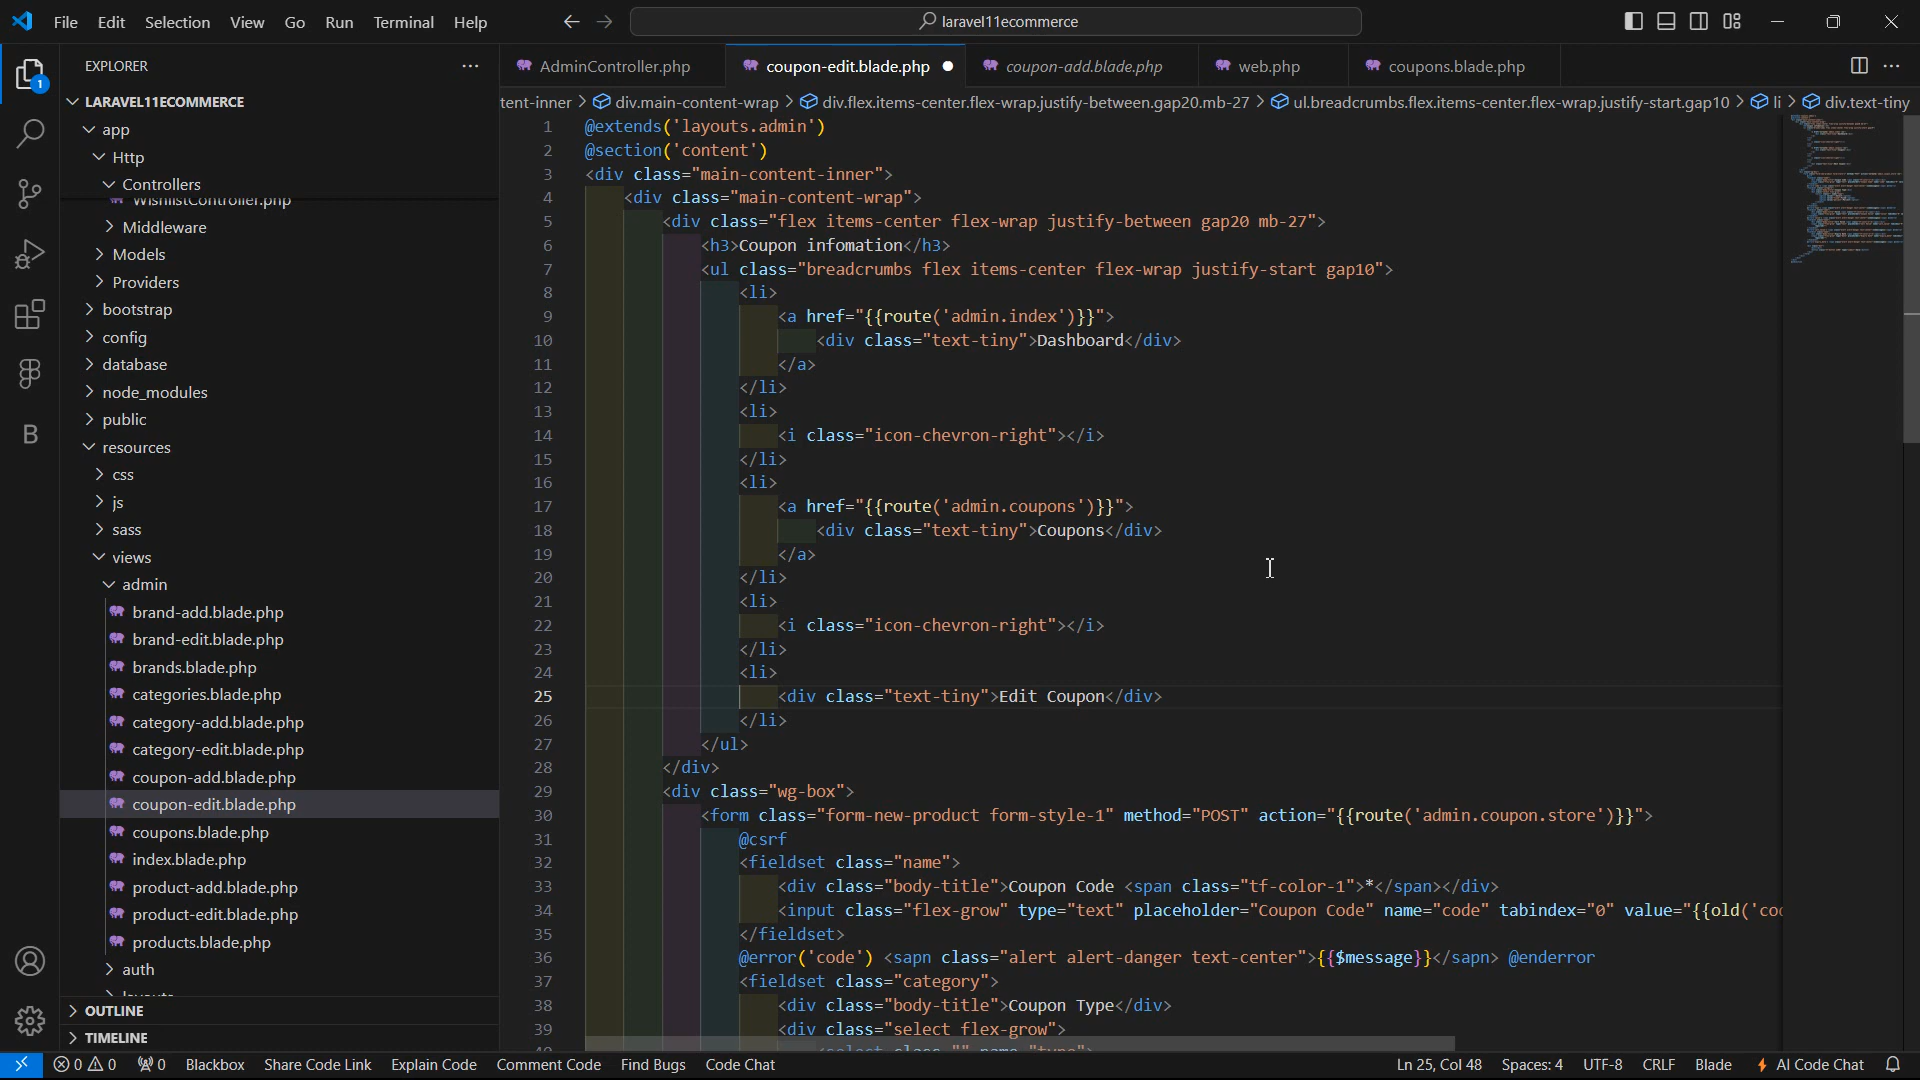 File Edit Selection View Go Run Terminal Help
laravel11ecommerce
EXPLORER
LARAVEL11ECOMMERCE
app
Http
Controllers
WishlistController.php
Middleware
Models
Providers
bootstrap
config
database
node_modules
public
resources
css
js
sass
views
admin
brand-add.blade.php
brand-edit.blade.php
brands.blade.php
categories.blade.php
category-add.blade.php
category-edit.blade.php
coupon-add.blade.php
coupon-edit.blade.php
coupons.blade.php
index.blade.php
product-add.blade.php
product-edit.blade.php
products.blade.php
auth
layouts
OUTLINE
TIMELINE
1
B
AdminController.php coupon-edit.blade.php coupon-add.blade.php web.php coupons.blade.php
tent-inner > div.main-content-wrap > div.flex.items-center.flex-wrap.justify-between.gap20.mb-27 > ul.breadcrumbs.flex.items-center.flex-wrap.justify-start.gap10 > li > div.text-tiny
1 @extends('layouts.admin')
2 @section('content')
3 <div class="main-content-inner">
4 <div class="main-content-wrap">
5 <div class="flex items-center flex-wrap justify-between gap20 mb-27">
6 <h3>Coupon infomation</h3>
7 <ul class="breadcrumbs flex items-center flex-wrap justify-start gap10">
8 <li>
9 <a href="{{route('admin.index')}}">
10 <div class="text-tiny">Dashboard</div>
11 </a>
12 </li>
13 <li>
14 <i class="icon-chevron-right"></i>
15 </li>
16 <li>
17 <a href="{{route('admin.coupons')}}">
18 <div class="text-tiny">Coupons</div>
19 </a>
20 </li>
21 <li>
22 <i class="icon-chevron-right"></i>
23 </li>
24 <li>
25 <div class="text-tiny">Edit Coupon</div>
26 </li>
27 </ul>
28 </div>
29 <div class="wg-box">
30 <form class="form-new-product form-style-1" method="POST" action="{{route('admin.coupon.store')}}">
31 @csrf
32 <fieldset class="name">
33 <div class="body-title">Coupon Code <span class="tf-color-1">*</span></div>
34 <input class="flex-grow" type="text" placeholder="Coupon Code" name="code" tabindex="0" value="{{old('co
35 </fieldset>
36 @error('code') <sapn class="alert alert-danger text-center">{{$message}}</sapn> @enderror
37 <fieldset class="category">
38 <div class="body-title">Coupon Type</div>
39 <div class="select flex-grow">
40 <select class="" name="type">
0 0 0 Blackbox Share Code Link Explain Code Comment Code Find Bugs Code Chat Ln 25, Col 48 Spaces: 4 UTF-8 CRLF Blade AI Code Chat